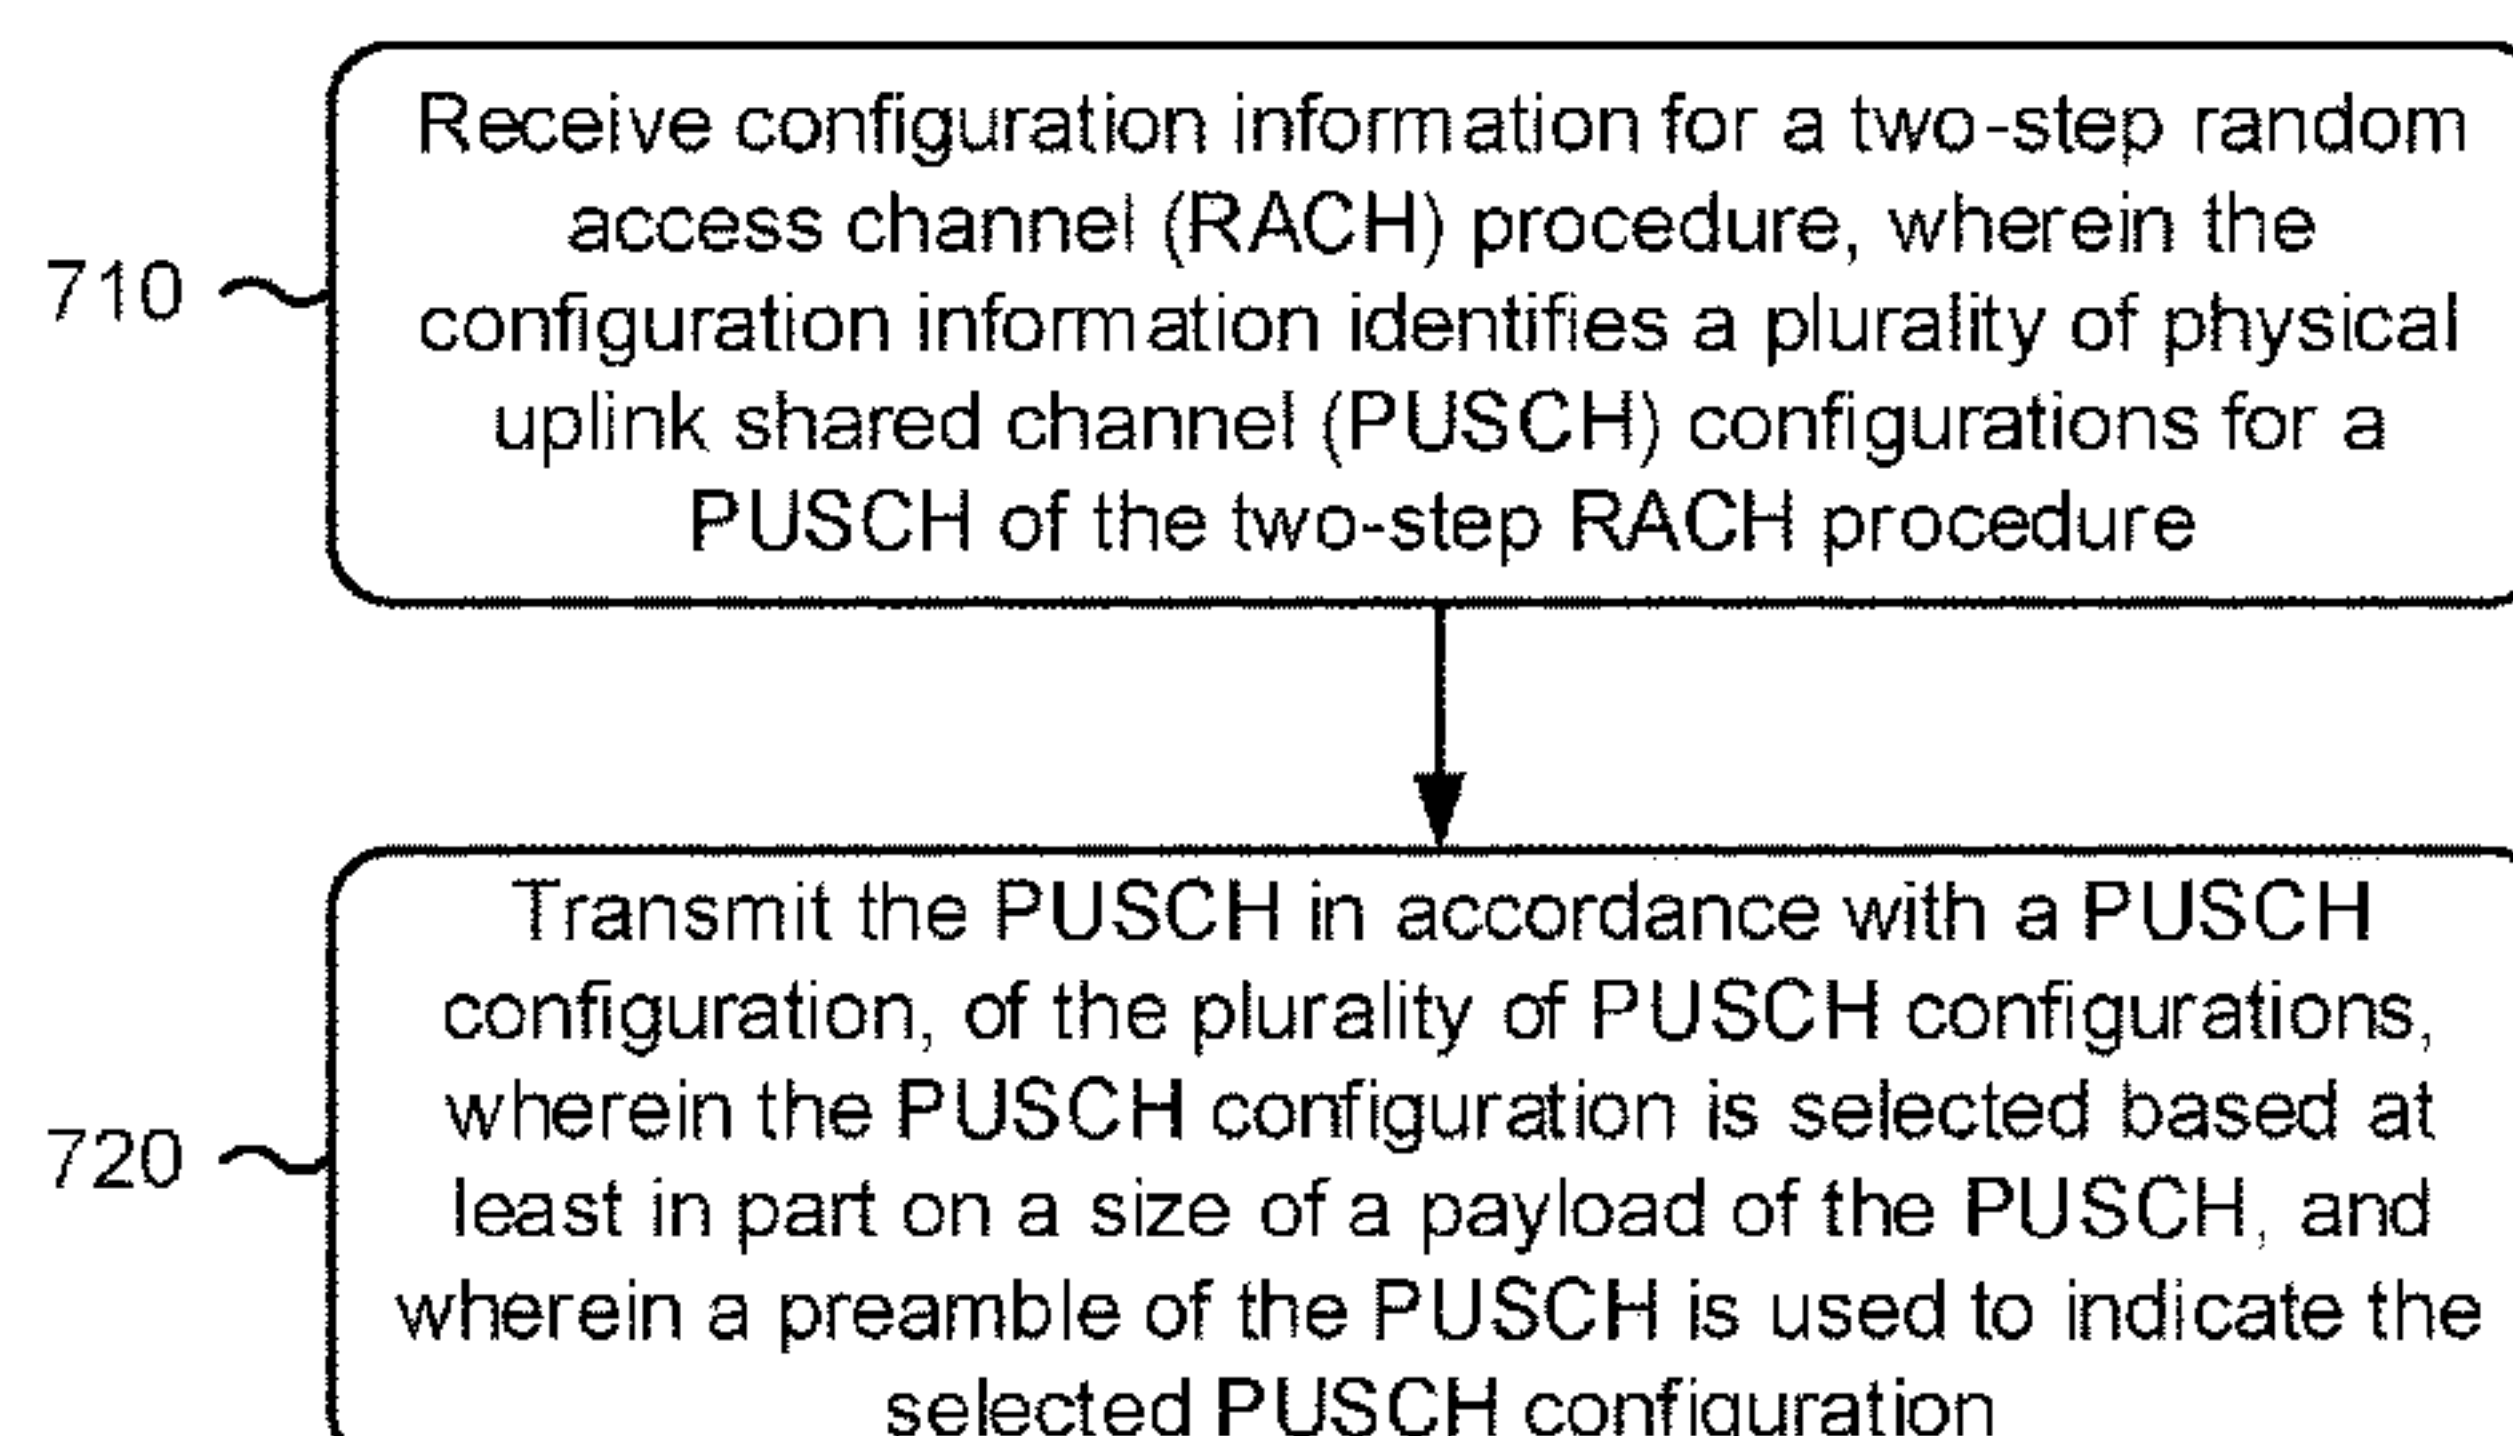 Receive configuration information for a two-step random
access channel (RACH) procedure, wherein the
710
configuration information identifies a plurality of physical
uplink shared channel (PUSCH) configurations for a
PUSCH of the two-step RACH procedure
Transmit the PUSCH in accordance with a PUSCH
configuration, of the plurality of PUSCH configurations,
wherein the PUSCH configuration is selected based at
720
least in part on a size of a payload of the PUSCH, and
wherein a preamble of the PUSCH is used to indicate the
selected PUSCH configuration